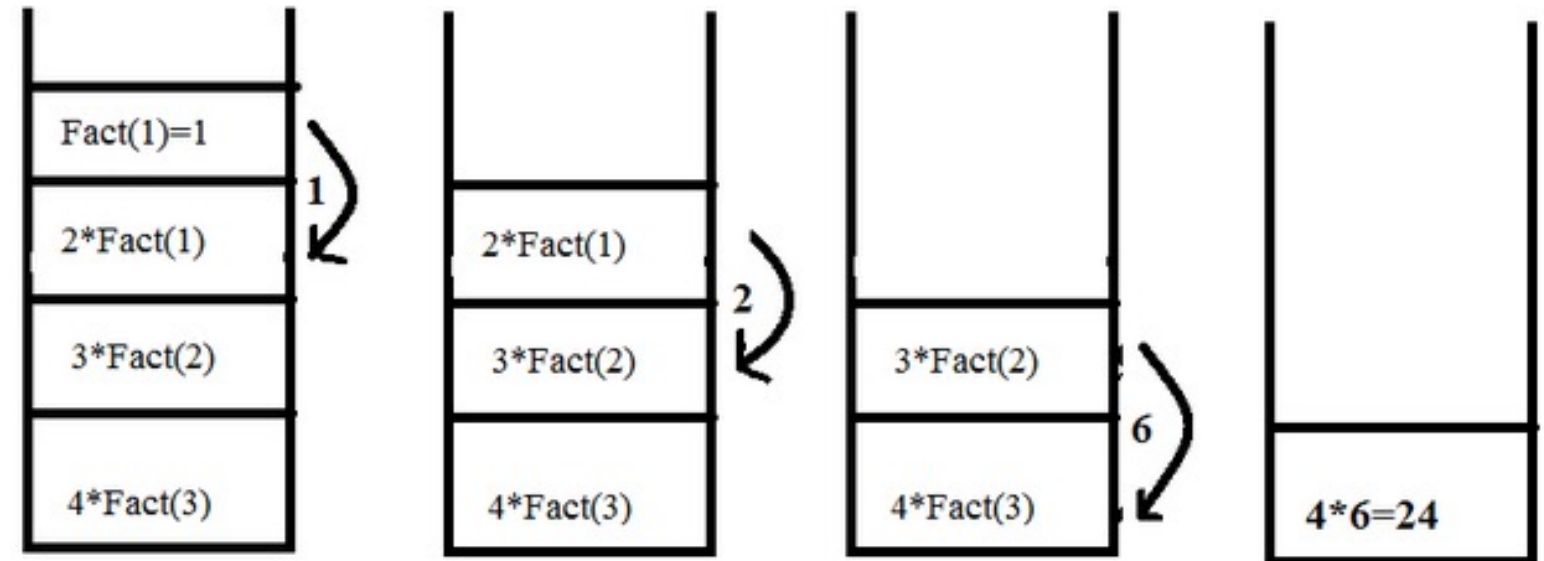 Fact(1)=1
1
2*Fact(1)
3*Fact(2)
4*Fact(3)
2*Fact(1)
2
3*Fact(2)
4*Fact(3)
3*Fact(2)
6
4*Fact(3)
4*6=24